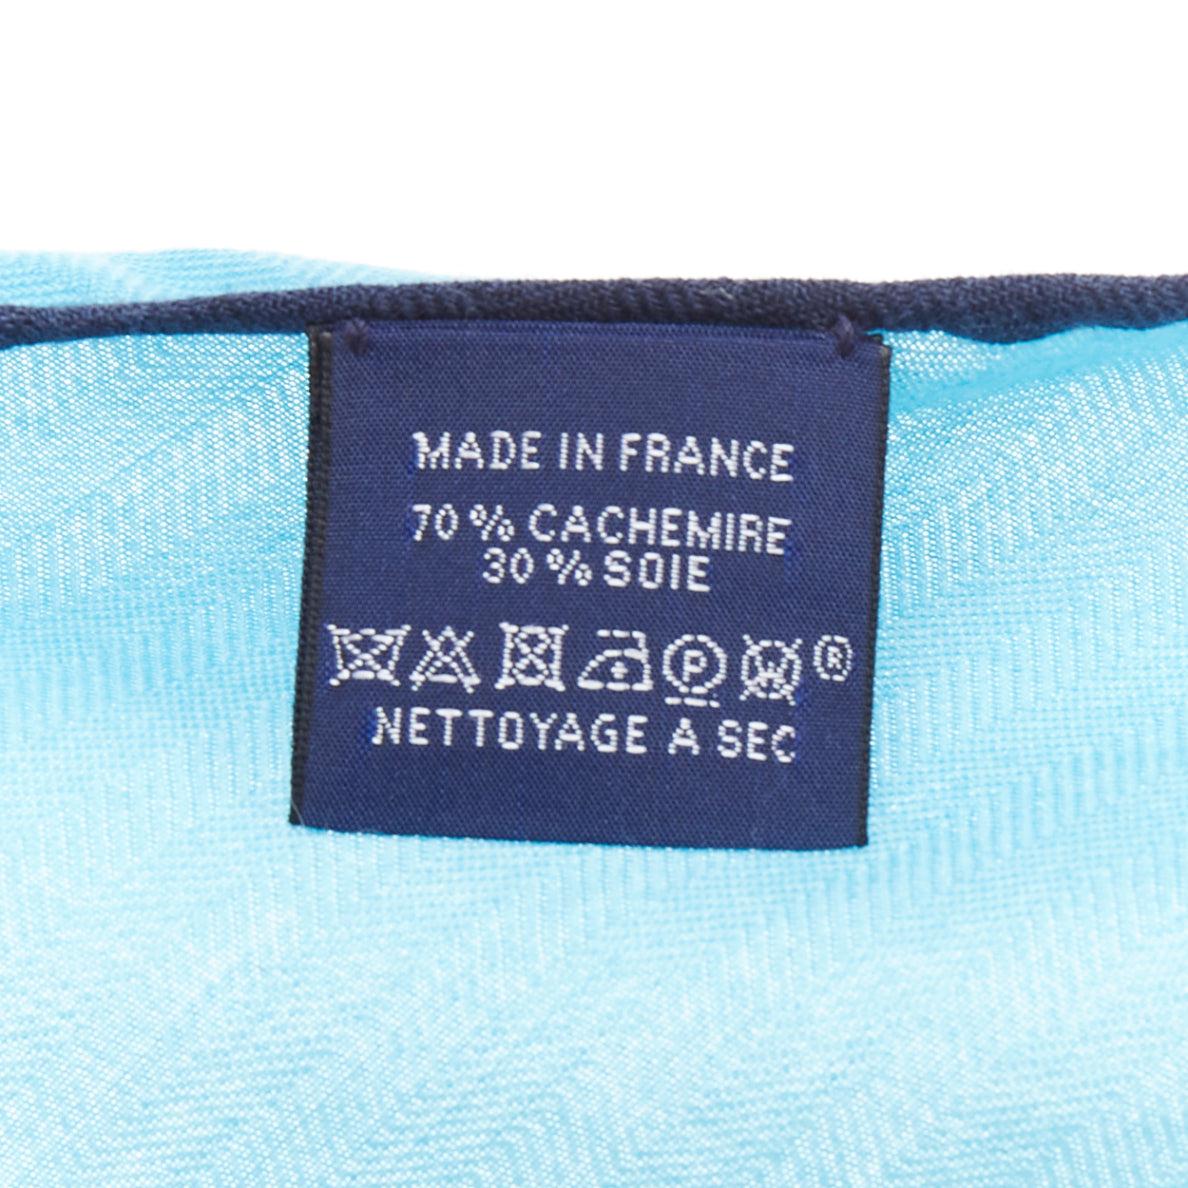 MADE IN FRANCE
70 % CACHEMIRE
30 % SOIE
P W ®
NETTOYAGE A SEC